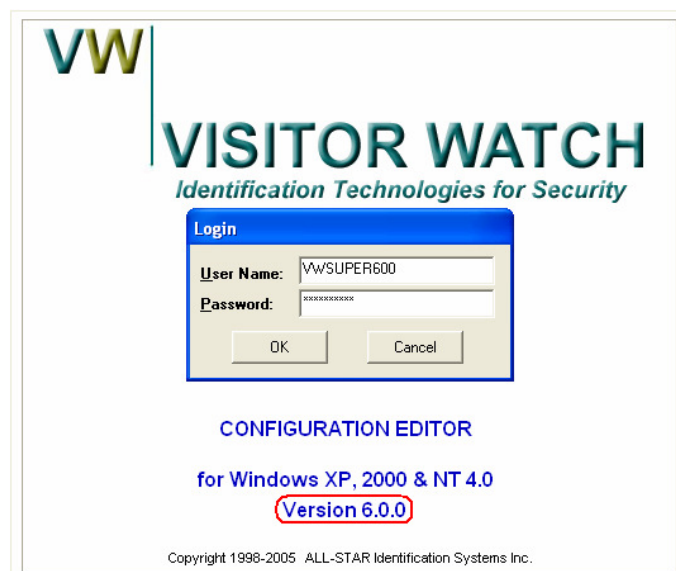 VW
VISITOR WATCH
Identification Technologies for Security
Login
User Name: VWSUPER600
Password: **********
OK Cancel
CONFIGURATION EDITOR
for Windows XP, 2000 & NT 4.0
Version 6.0.0
Copyright 1998-2005 ALL-STAR Identification Systems Inc.